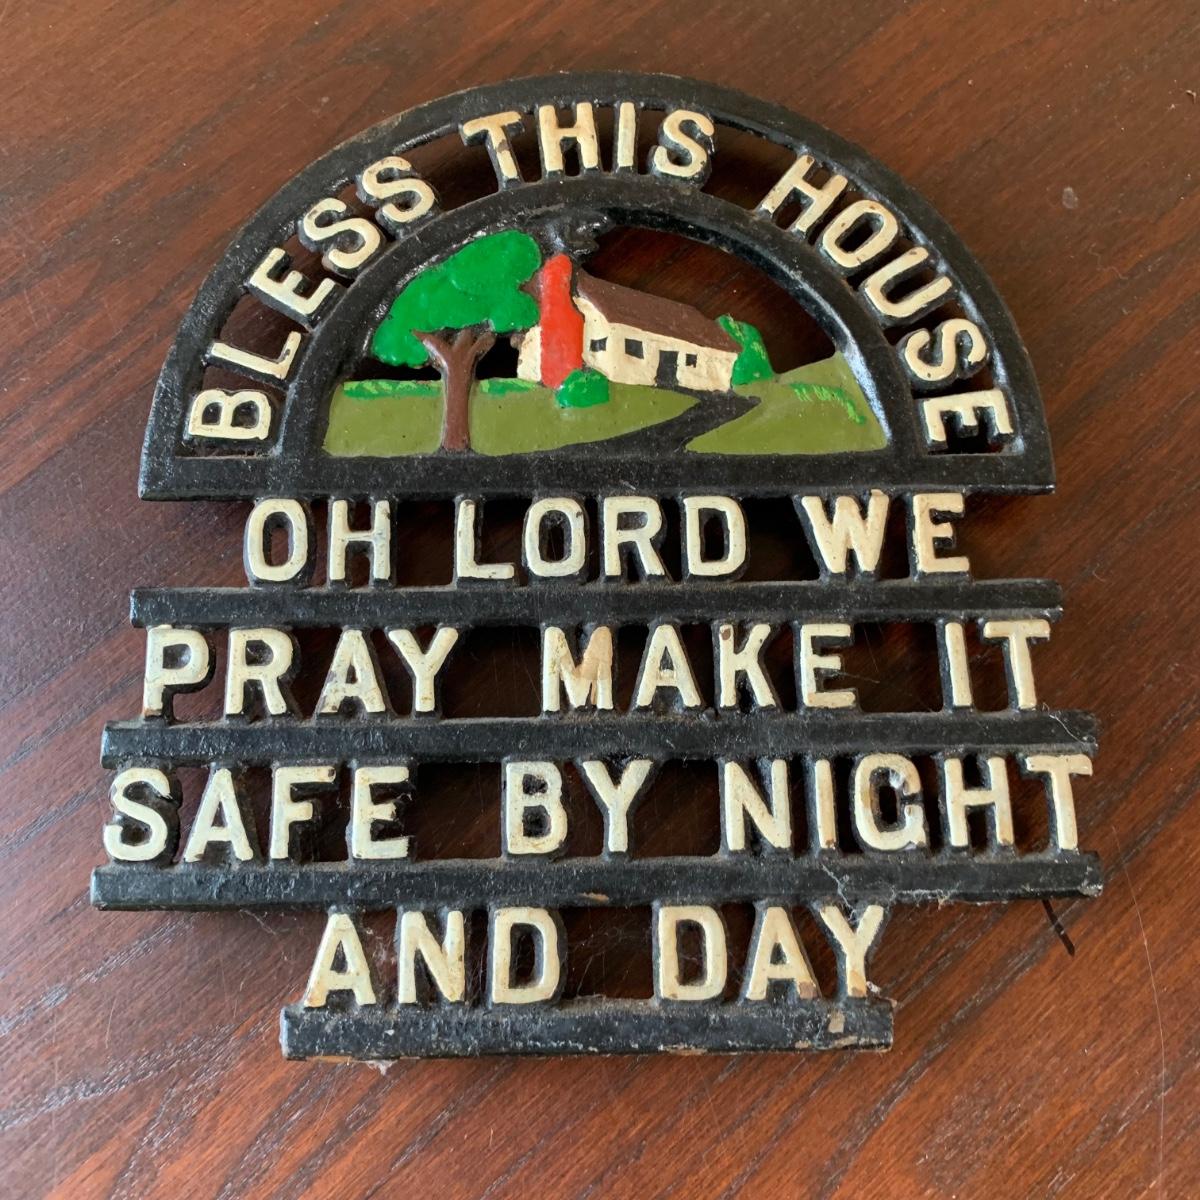 BLESS THIS HOUSE
OH LORD WE
PRAY MAKE IT
SAFE BY NIGHT
AND DAY